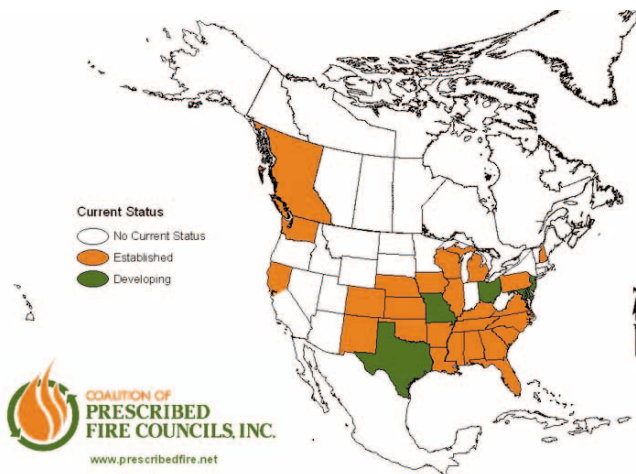 Current Status
No Current Status
Established
Developing
COALITION OF
PRESCRIBED
FIRE COUNCILS, INC.
www.prescribedfire.net